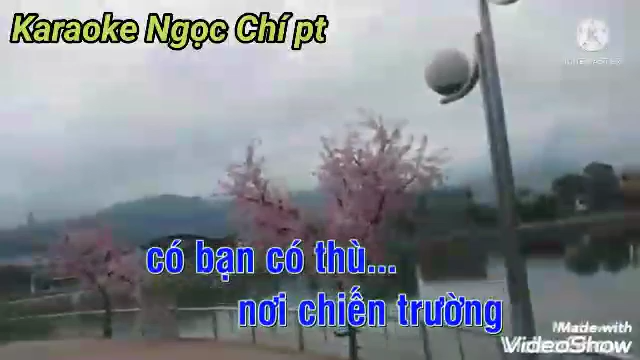 Karaoke Ngọc Chí pt
có bạn có thù...
nơi chiến trường
Made with
VideoShow